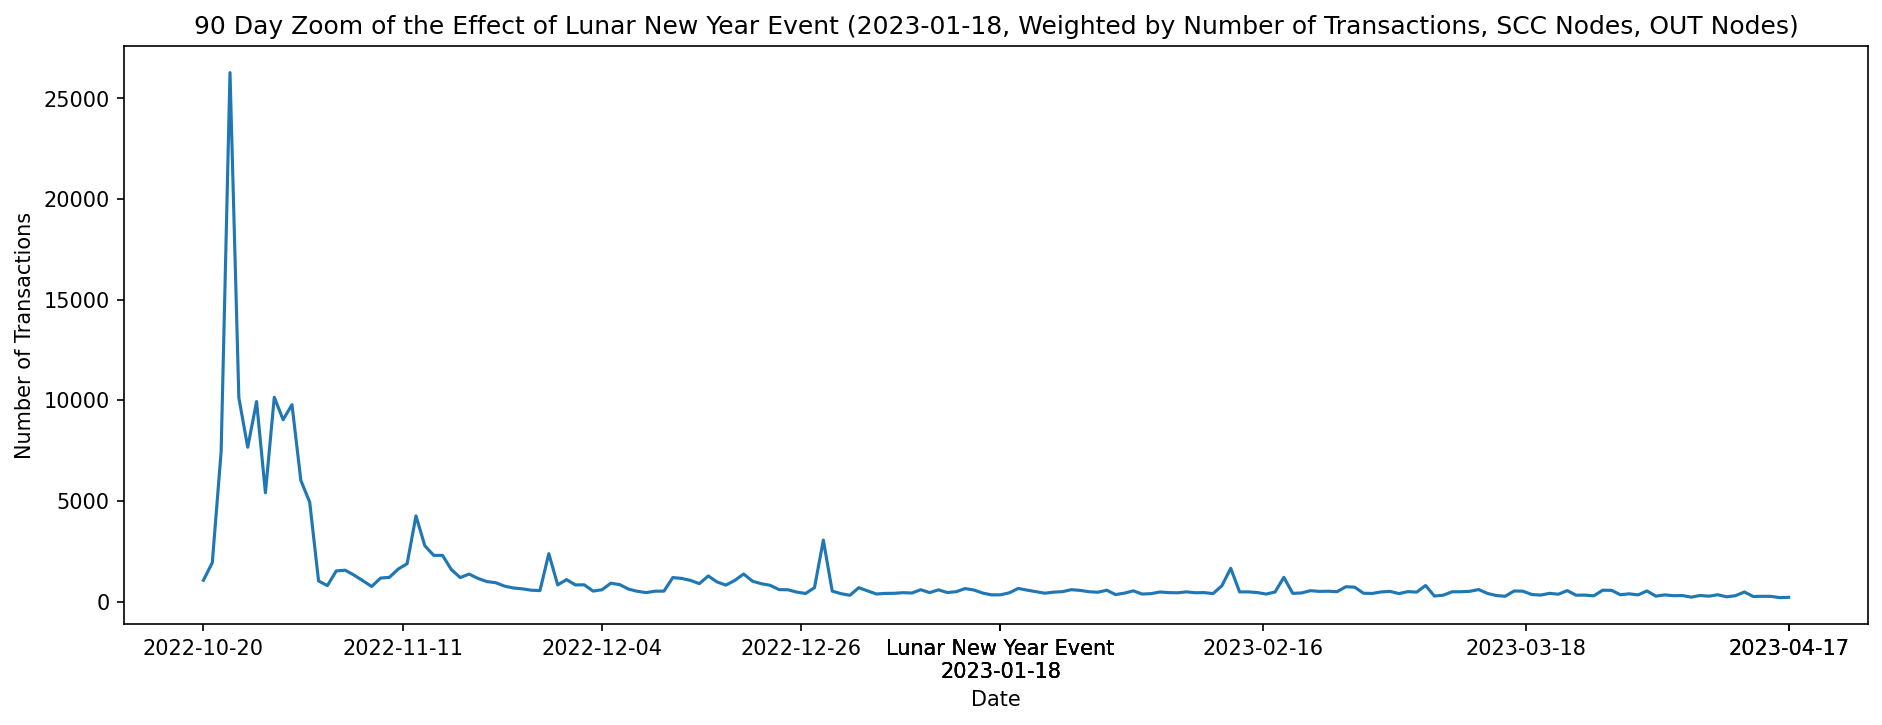 90 Day Zoom of the Effect of Lunar New Year Event (2023-01-18, Weighted by Number of Transactions, SCC Nodes, OUT Nodes)
Number of Transactions
25000
20000
15000
10000
5000
0
2022-10-20 2022-11-11 2022-12-04 2022-12-26 Lunar New Year Event 2023-02-16 2023-03-18 2023-04-17
2023-01-18
Date